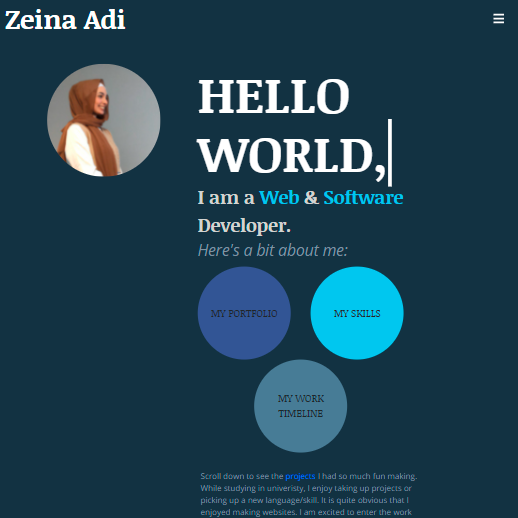 Zeina Adi
HELLO
WORLD,
I am a Web & Software
Developer.
Here's a bit about me:
MY PORTFOLIO
MY SKILLS
MY WORK
TIMELINE
Scroll down to see the projects I had so much fun making.
While studying in univeristy, I enjoy taking up projects or
picking up a new language/skill. It is quite obvious that I
enjoyed making websites. I am excited to enter the work